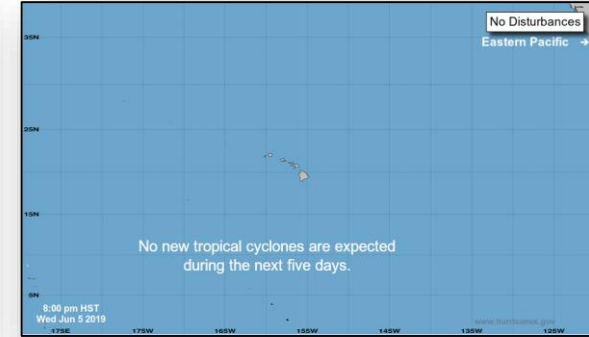 No Disturbances
Eastern Pacific →
35N
25N
15N
No new tropical cyclones are expected
during the next five days.
5N
8:00 pm HST
Wed Jun 5 2019
www.hurricanes.gov
175E 175W 165W 155W 145W 135W 125W